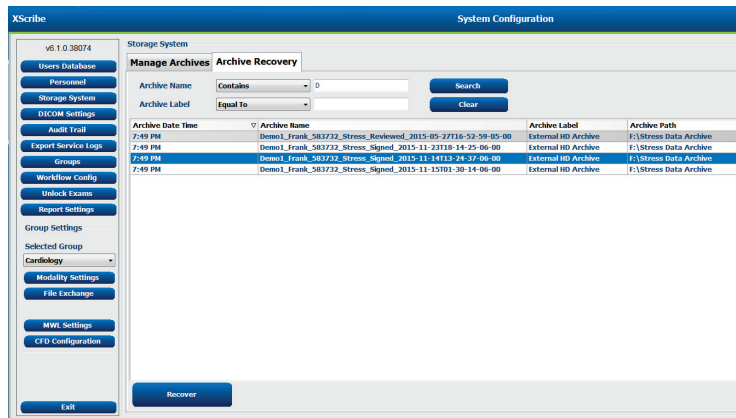 XScribe System Configuration
v6.1.0.38074
Users Database
Personnel
Storage System
DICOM Settings
Audit Trail
Export Service Logs
Groups
Workflow Config
Unlock Exams
Report Settings
Group Settings
Selected Group
Cardiology
Modality Settings
File Exchange
MWL Settings
CFD Configuration
Exit
Storage System
Manage Archives Archive Recovery
Archive Name Contains D Search
Archive Label Equal To Clear
Archive Date Time Archive Name Archive Label Archive Path
7:49 PM Demo1_Frank_583732_Stress_Reviewed_2015-05-27T16-52-59-05-00 External HD Archive F:\Stress Data Archive
7:49 PM Demo1_Frank_583732_Stress_Signed_2015-11-23T18-14-25-06-00 External HD Archive F:\Stress Data Archive
7:49 PM Demo1_Frank_583732_Stress_Signed_2015-11-14T13-24-37-06-00 External HD Archive F:\Stress Data Archive
7:49 PM Demo1_Frank_583732_Stress_Signed_2015-11-15T01-30-14-06-00 External HD Archive F:\Stress Data Archive
Recover